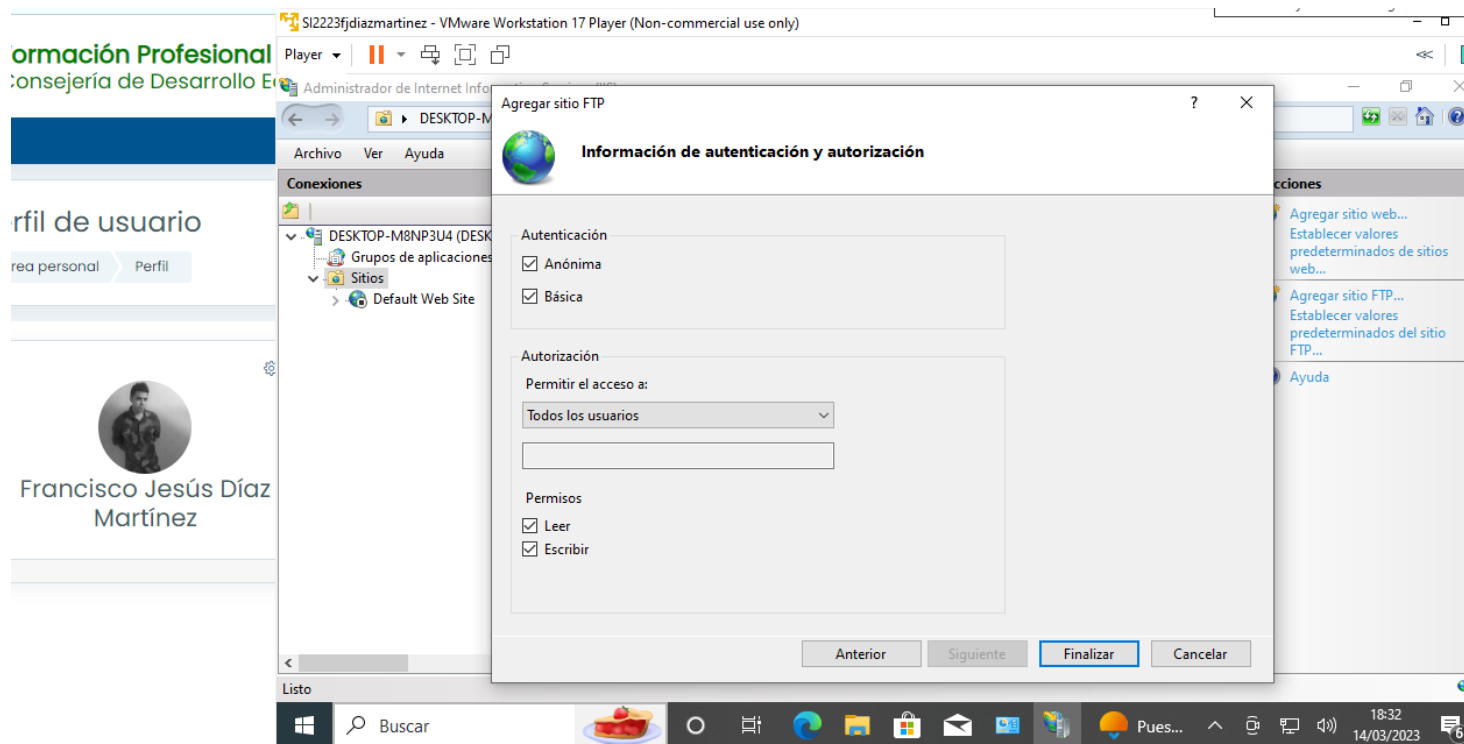 SI2223fjdiazmartinez - VMware Workstation 17 Player (Non-commercial use only)
ormación Profesional
Consejería de Desarrollo E
Player
Administrador de Internet
DESKTOP-M
Archivo Ver Ayuda
Conexiones
DESKTOP-M8NP3U4 (DESK
Grupos de aplicaciones
Sitios
Default Web Site
rfil de usuario
rea personal Perfil
Francisco Jesús Díaz
Martínez
Agregar sitio FTP
?
Información de autenticación y autorización
Autenticación
Anónima
Básica
Autorización
Permitir el acceso a:
Todos los usuarios
Permisos
Leer
Escribir
Anterior Siguiente Finalizar Cancelar
cciones
Agregar sitio web...
Establecer valores
predeterminados de sitios
web...
Agregar sitio FTP...
Establecer valores
predeterminados del sitio
FTP...
Ayuda
Listo
Buscar
Pues...
18:32
14/03/2023
6